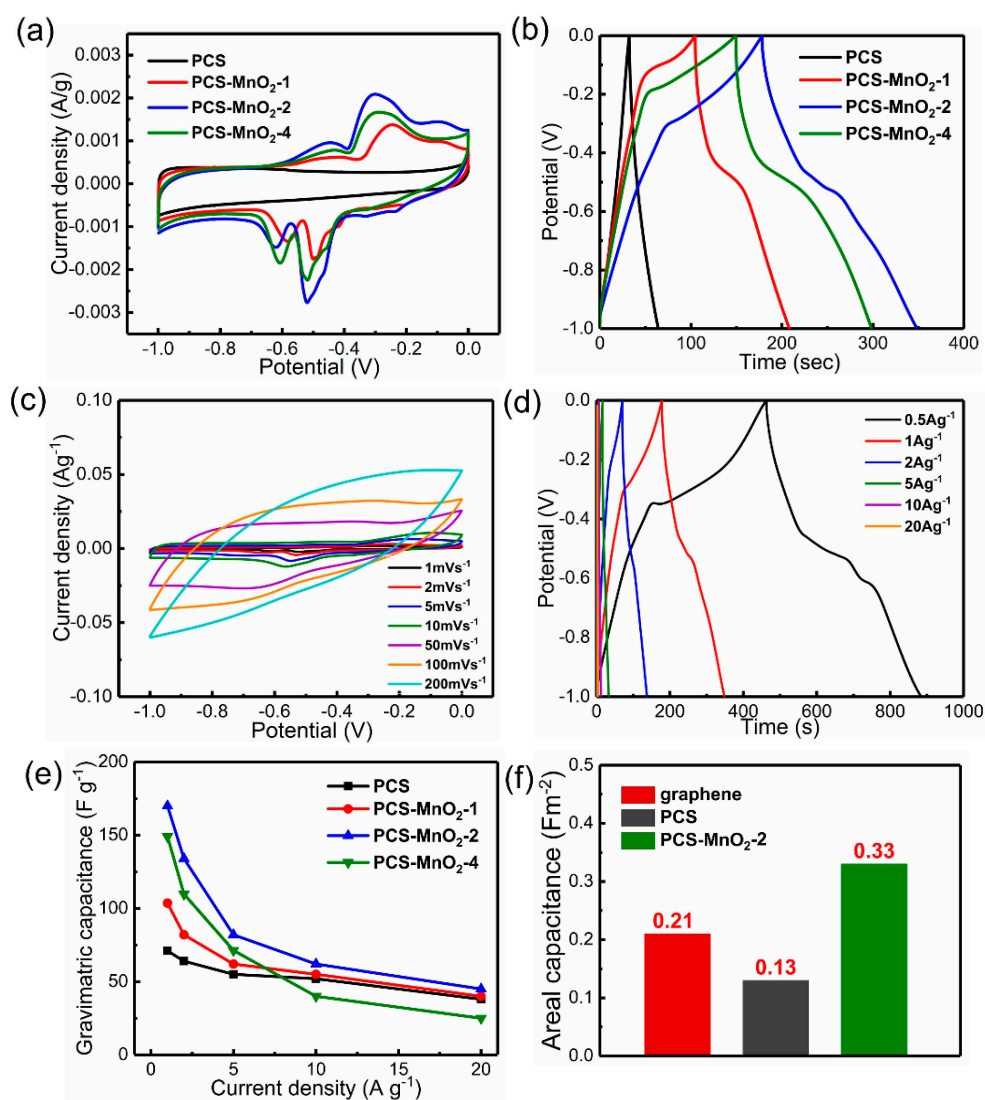 (a)
Current density (A/g)
0.003
0.002
0.001
0.000
-0.001
-0.002
-0.003
PCS
PCS-MnO₂-1
PCS-MnO₂-2
PCS-MnO₂-4
-1.0 -0.8 -0.6 -0.4 -0.2 0.0
Potential (V)
(b)
Potential (V)
0.0
-0.2
-0.4
-0.6
-0.8
-1.0
PCS
PCS-MnO₂-1
PCS-MnO₂-2
PCS-MnO₂-4
0 100 200 300 400
Time (sec)
(c)
Current density (Ag⁻¹)
0.10
0.05
0.00
-0.05
-0.10
1mVs⁻¹
2mVs⁻¹
5mVs⁻¹
10mVs⁻¹
50mVs⁻¹
100mVs⁻¹
200mVs⁻¹
-1.0 -0.8 -0.6 -0.4 -0.2 0.0
Potential (V)
(d)
Potential (V)
0.0
-0.2
-0.4
-0.6
-0.8
-1.0
0.5Ag⁻¹
1Ag⁻¹
2Ag⁻¹
5Ag⁻¹
10Ag⁻¹
20Ag⁻¹
0 200 400 600 800 1000
Time (s)
(e)
Gravimatric capacitance (F g⁻¹)
200
150
100
50
0
PCS
PCS-MnO₂-1
PCS-MnO₂-2
PCS-MnO₂-4
0 5 10 15 20
Current density (A g⁻¹)
(f)
Areal capacitance (Fm⁻²)
0.5
0.4
0.3
0.2
0.1
0.0
graphene
PCS
PCS-MnO₂-2
0.21
0.13
0.33